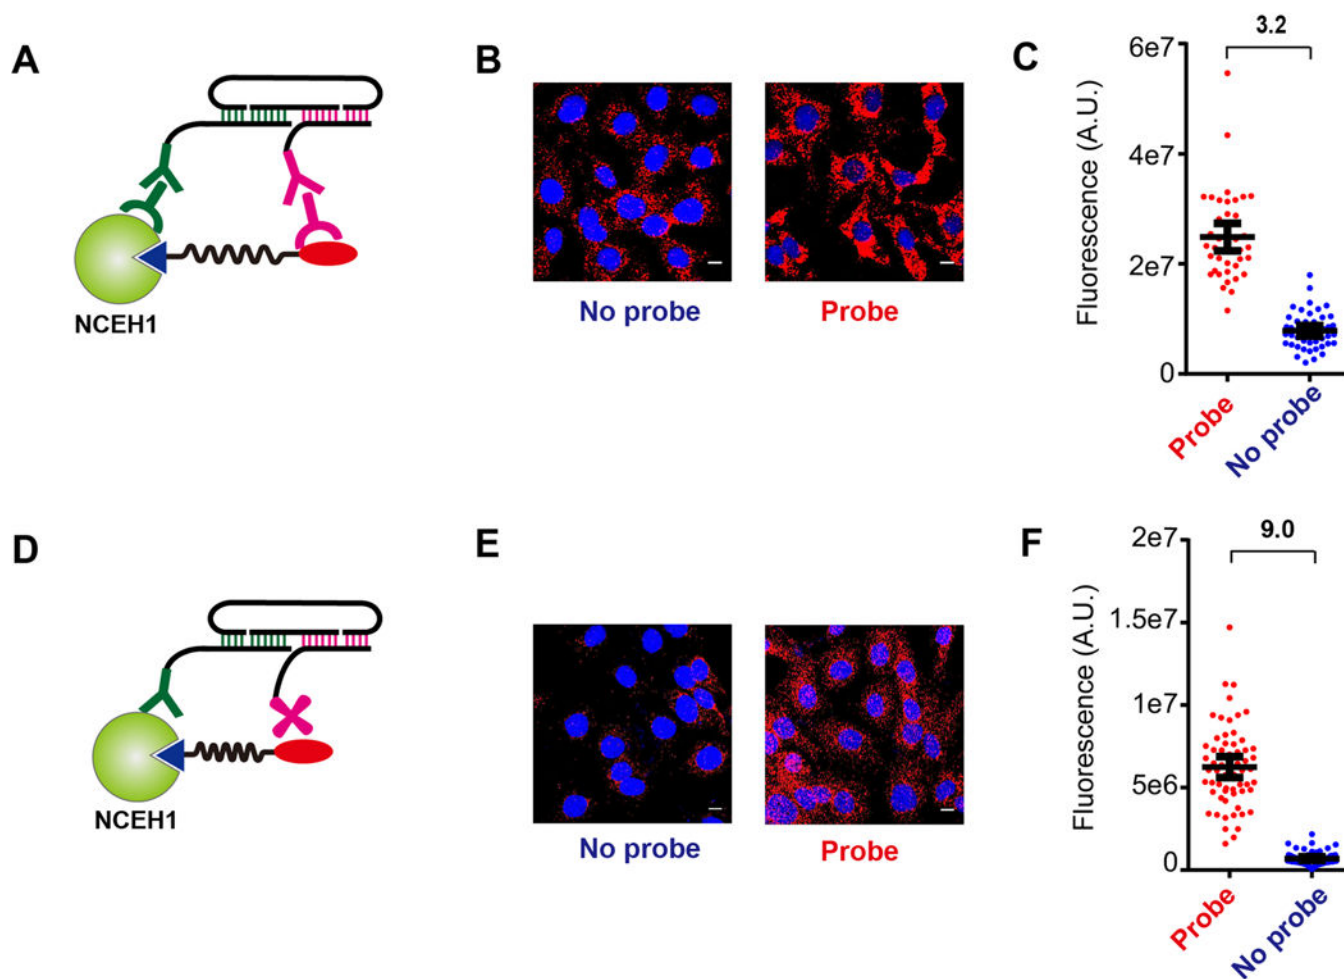 A
NCEH1
B
No probe
Probe
C
3.2
Fluorescence (A.U.)
6e7
4e7
2e7
0
Probe
No probe
D
NCEH1
E
No probe
Probe
F
9.0
Fluorescence (A.U.)
2e7
1.5e7
1e7
5e6
0
Probe
No probe